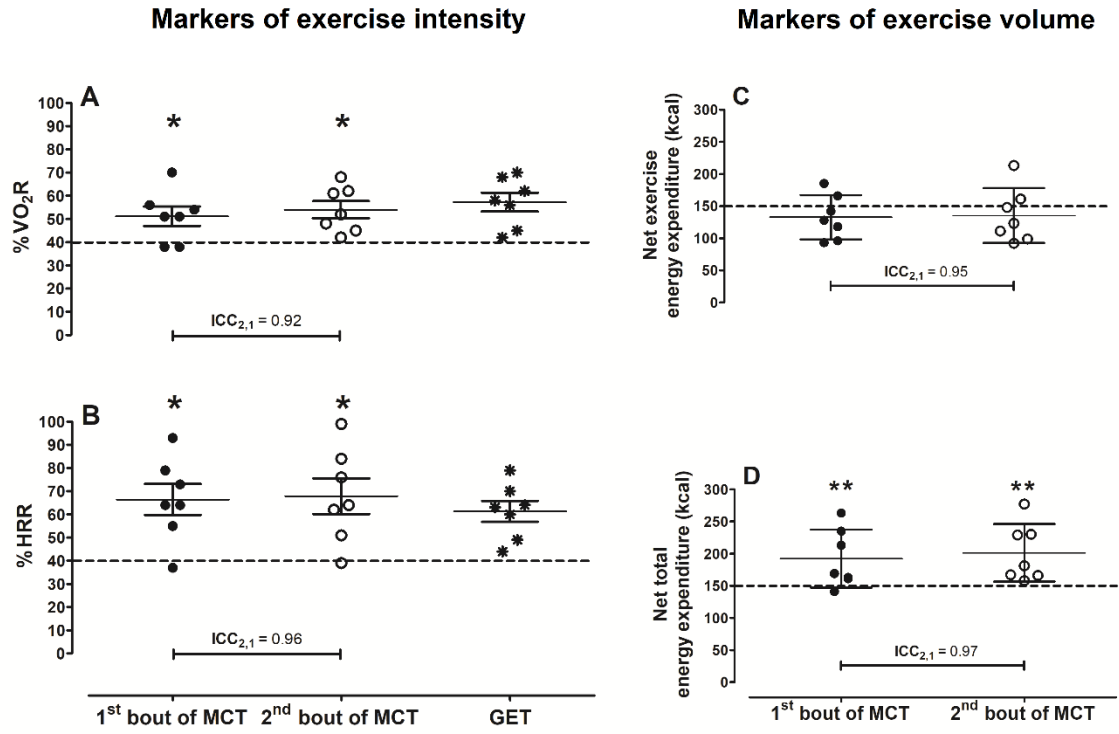 Markers of exercise intensity
Markers of exercise volume
A
100
90
80
70
60
50
40
30
20
10
0
%VO₂R
*
*
ICC₂,₁ = 0.92
C
300
250
200
150
100
50
0
Net exercise
energy expenditure (kcal)
ICC₂,₁ = 0.95
B
100
90
80
70
60
50
40
30
20
10
0
%HRR
*
*
ICC₂,₁ = 0.96
1st bout of MCT
2nd bout of MCT
GET
D
300
250
200
150
100
50
0
Net total
energy expenditure (kcal)
**
**
ICC₂,₁ = 0.97
1st bout of MCT
2nd bout of MCT